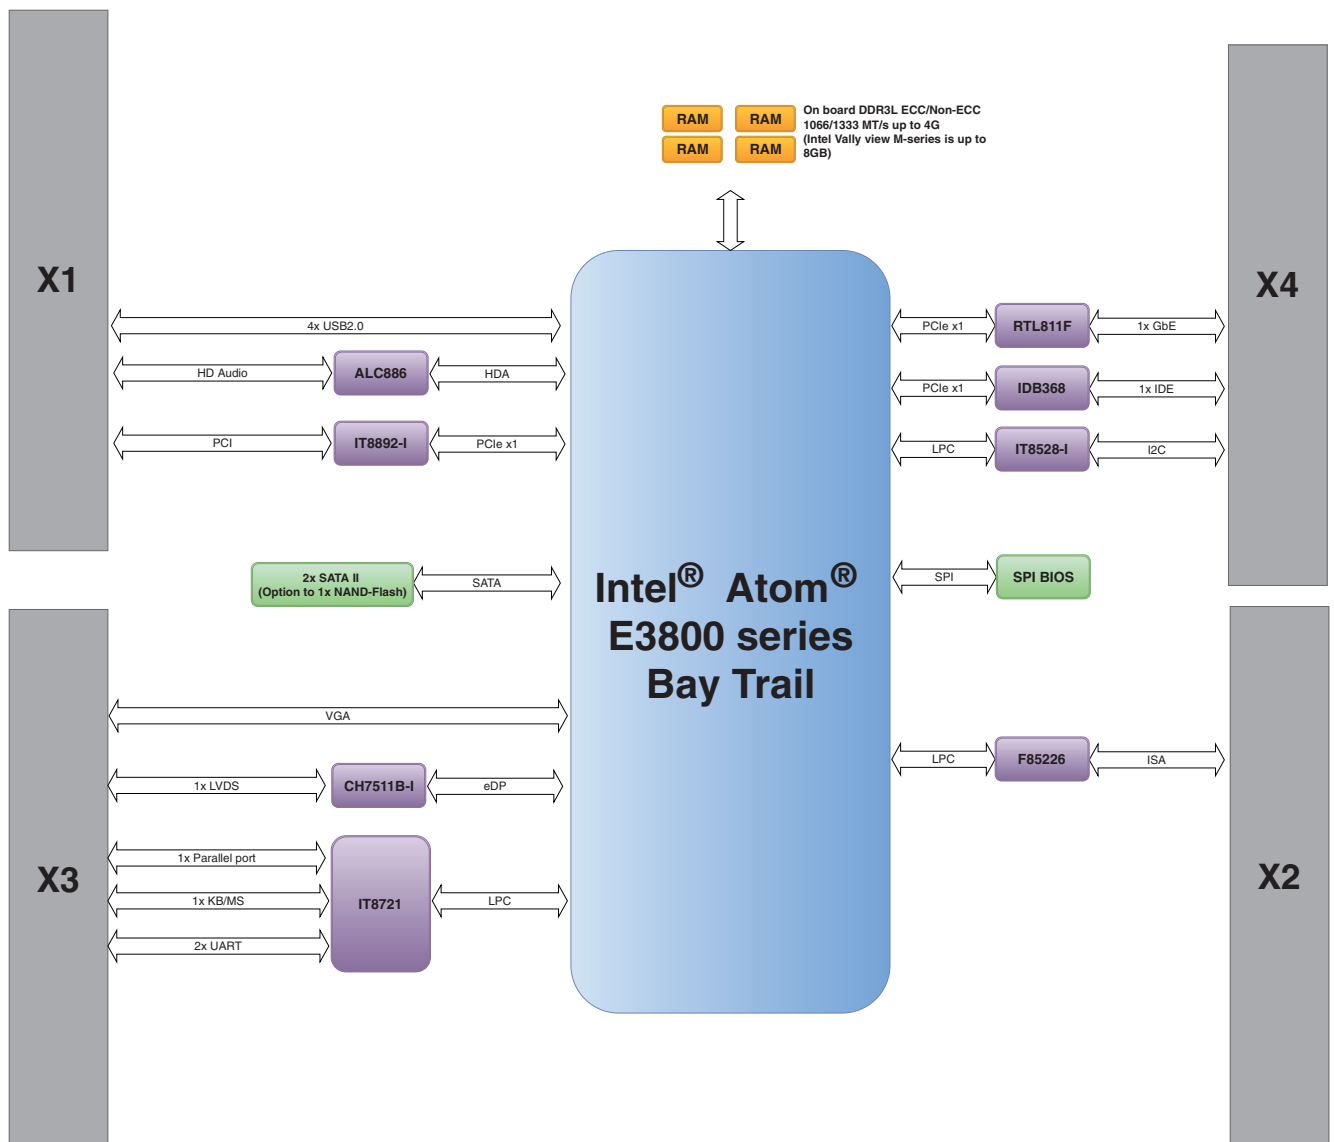 RAM
RAM
RAM
RAM
On board DDR3L ECC/Non-ECC
1066/1333 MT/s up to 4G
(Intel Vally view M-series is up to
8GB)
X1
X4
4x USB2.0
PCIe x1
RTL811F
1x GbE
HD Audio
ALC886
HDA
PCIe x1
IDB368
1x IDE
PCI
IT8892-I
PCIe x1
LPC
IT8528-I
I2C
2x SATA II
(Option to 1x NAND-Flash)
SATA
SPI
SPI BIOS
Intel® Atom®
E3800 series
Bay Trail
VGA
LPC
F85226
ISA
1x LVDS
CH7511B-I
eDP
X3
X2
1x Parallel port
1x KB/MS
2x UART
IT8721
LPC